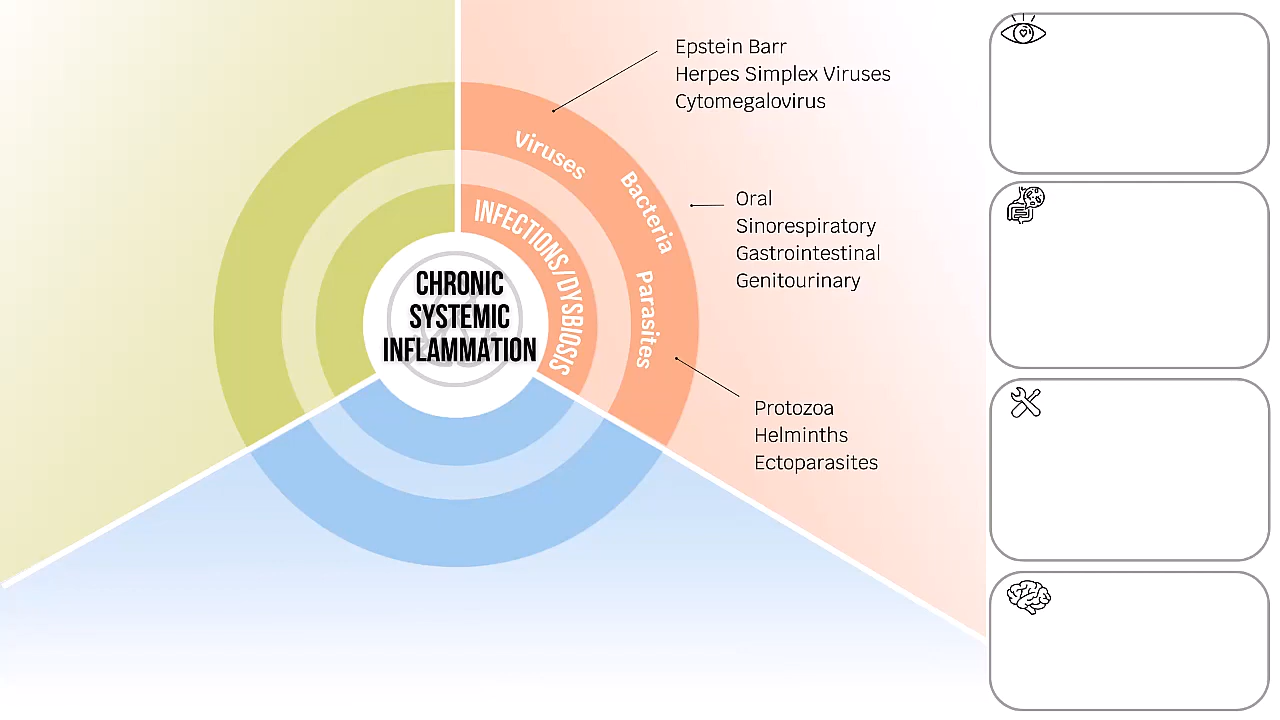 Epstein Barr
Herpes Simplex Viruses
Cytomegalovirus
Viruses
Bacteria
Oral
Sinorespiratory
Gastrointestinal
Genitourinary
INFECTIONS/DYSBIOSIS
CHRONIC
SYSTEMIC
INFLAMMATION
Parasites
Protozoa
Helminths
Ectoparasites